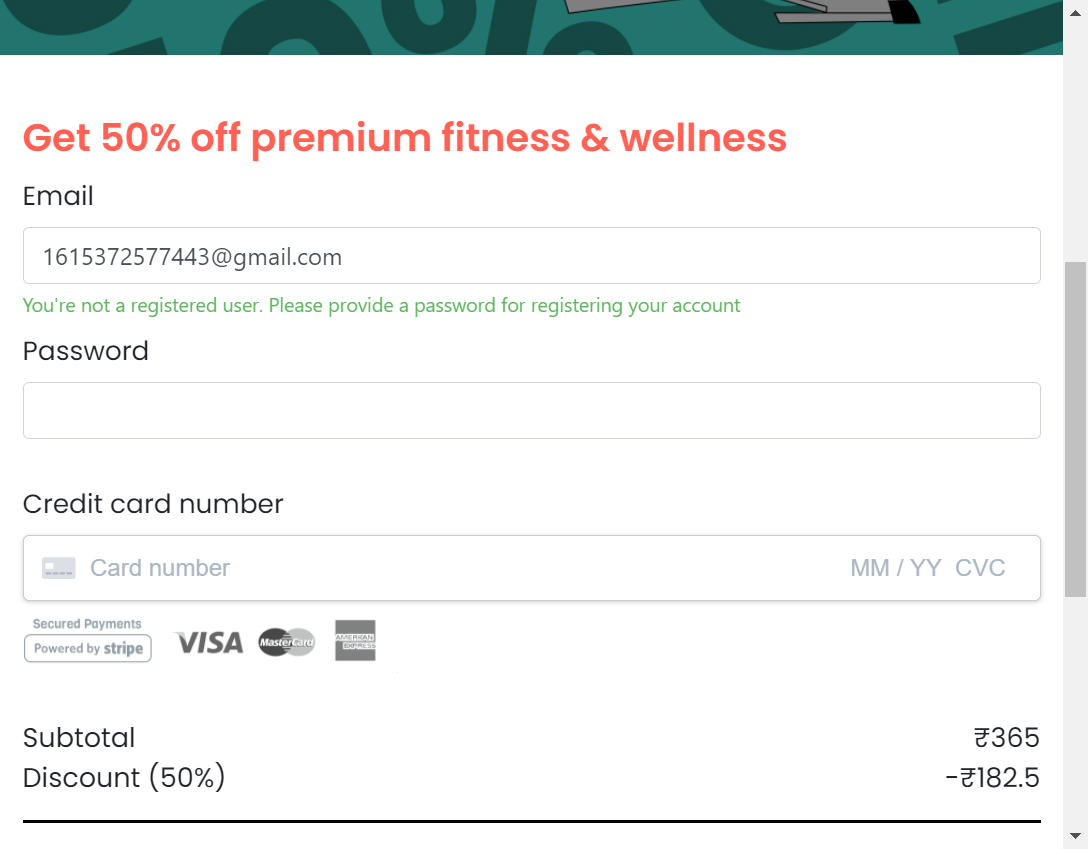 Get 50% off premium fitness & wellness
Email
1615372577443@gmail.com
You're not a registered user. Please provide a password for registering your account
Password
Credit card number
Card number MM / YY CVC
Secured Payments
Powered by stripe
VISA MasterCard AMERICAN EXPRESS
Subtotal ₹365
Discount (50%) -₹182.5